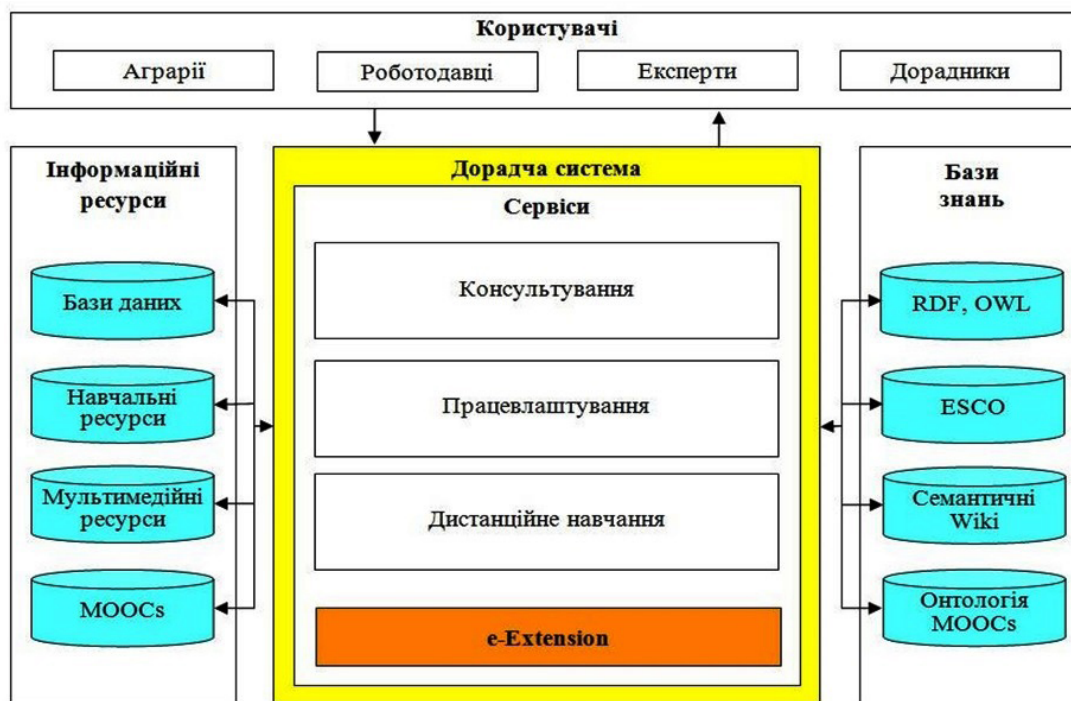 Користувачі
Аграрії
Роботодавці
Експерти
Дорадники
Інформаційні
ресурси
Бази даних
Навчальні
ресурси
Мультимедійні
ресурси
MOOCs
Дорадча система
Сервіси
Консультування
Працевлаштування
Дистанційне навчання
e-Extension
Бази
знань
RDF, OWL
ESCO
Семантичні
Wiki
Онтологія
MOOCs